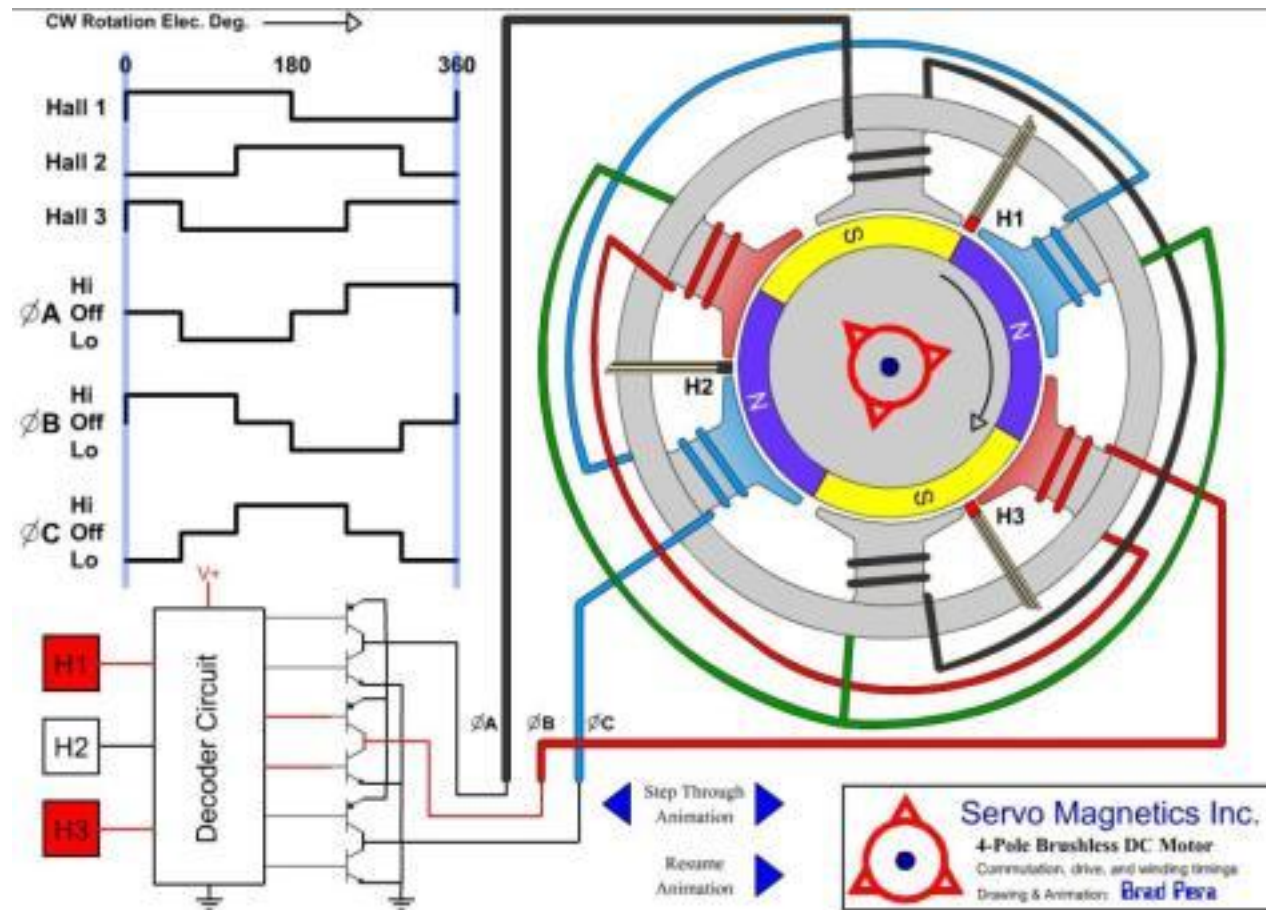 CW Rotation Elec. Deg.
0 180 360
Hall 1
Hall 2
Hall 3
Hi
ØA Off
Lo
Hi
ØB Off
Lo
Hi
ØC Off
Lo
V+
H1
H2
H3
Decoder Circuit
ØA ØB ØC
H1
H2
H3
S
N
N
S
Step Through
Animation
Resume
Animation
Servo Magnetics Inc.
4-Pole Brushless DC Motor
Commutation, drive, and winding timings
Drawing & Animation: Brad Pera